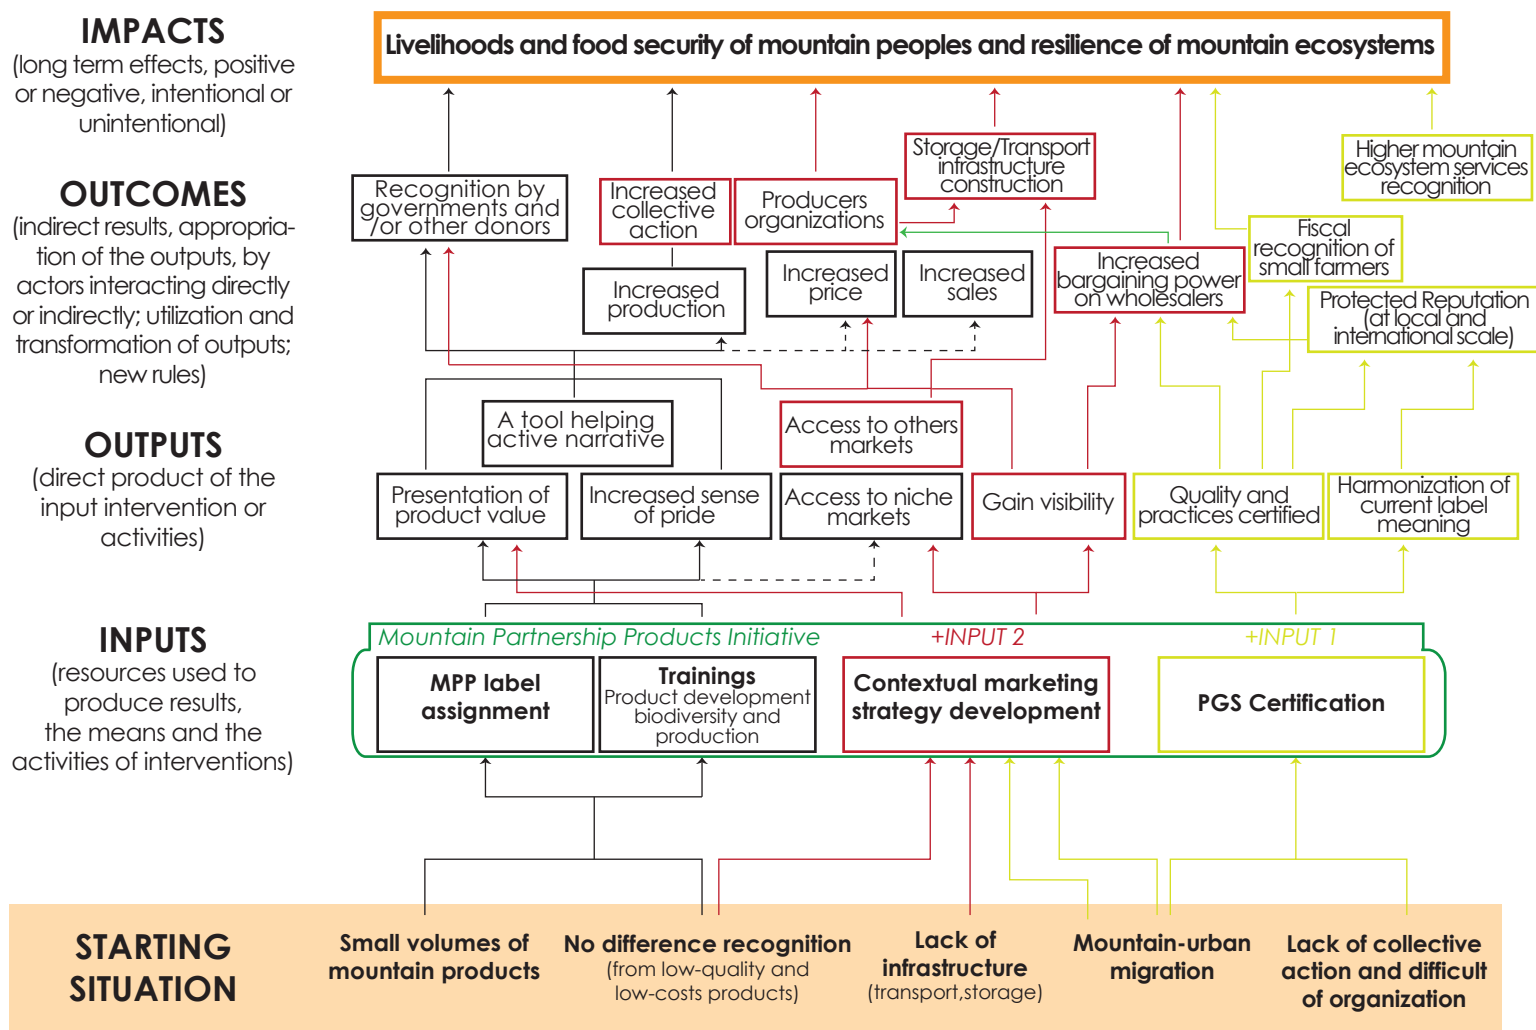 IMPACTS
(long term effects, positive
or negative, intentional or
unintentional)
Livelihoods and food security of mountain peoples and resilience of mountain ecosystems
OUTCOMES
(indirect results, appropria-
tion of the outputs, by
actors interacting directly
or indirectly; utilization and
transformation of outputs;
new rules)
Recognition by
governments and
/or other donors
Increased
collective
action
Producers
organizations
Storage/Transport
infrastructure
construction
Higher mountain
ecosystem services
recognition
Increased
production
Increased
price
Increased
sales
Increased
bargaining power
on wholesalers
Fiscal
recognition of
small farmers
Protected Reputation
(at local and
international scale)
OUTPUTS
(direct product of the
input intervention or
activities)
A tool helping
active narrative
Access to others
markets
Presentation of
product value
Increased sense
of pride
Access to niche
markets
Gain visibility
Quality and
practices certified
Harmonization of
current label
meaning
INPUTS
(resources used to
produce results,
the means and the
activities of interventions)
Mountain Partnership Products Initiative
+INPUT 2
+INPUT 1
MPP label
assignment
Trainings
Product development
biodiversity and
production
Contextual marketing
strategy development
PGS Certification
STARTING
SITUATION
Small volumes of
mountain products
No difference recognition
(from low-quality and
low-costs products)
Lack of
infrastructure
(transport,storage)
Mountain-urban
migration
Lack of collective
action and difficult
of organization